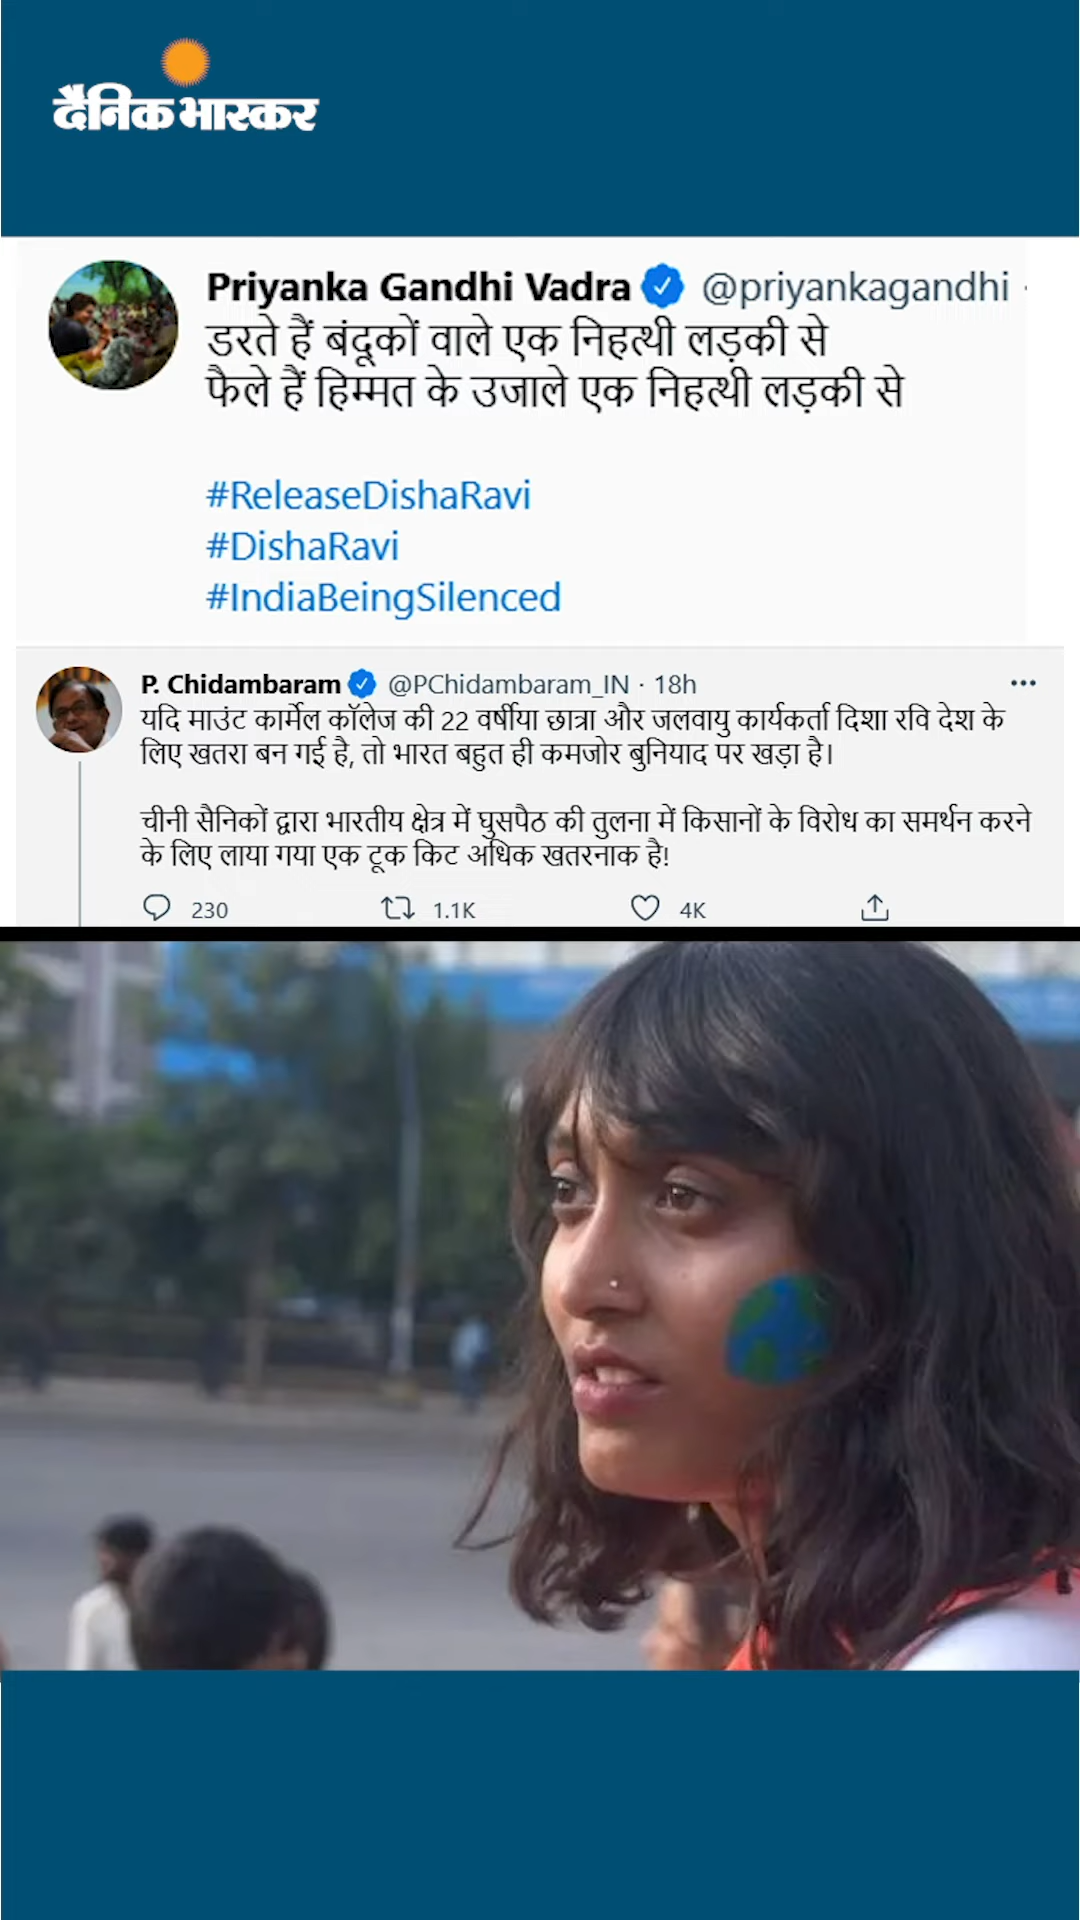 दैनिक भास्कर
Priyanka Gandhi Vadra @priyankagandhi ·
डरते हैं बंदूकों वाले एक निहत्थी लड़की से
फैले हैं हिम्मत के उजाले एक निहत्थी लड़की से
#ReleaseDishaRavi
#DishaRavi
#IndiaBeingSilenced
P. Chidambaram @PChidambaram_IN · 18h
यदि माउंट कार्मेल कॉलेज की 22 वर्षीया छात्रा और जलवायु कार्यकर्ता दिशा रवि देश के
लिए खतरा बन गई है, तो भारत बहुत ही कमजोर बुनियाद पर खड़ा है।
चीनी सैनिकों द्वारा भारतीय क्षेत्र में घुसपैठ की तुलना में किसानों के विरोध का समर्थन करने
के लिए लाया गया एक टूक किट अधिक खतरनाक है!
230 1.1K 4K